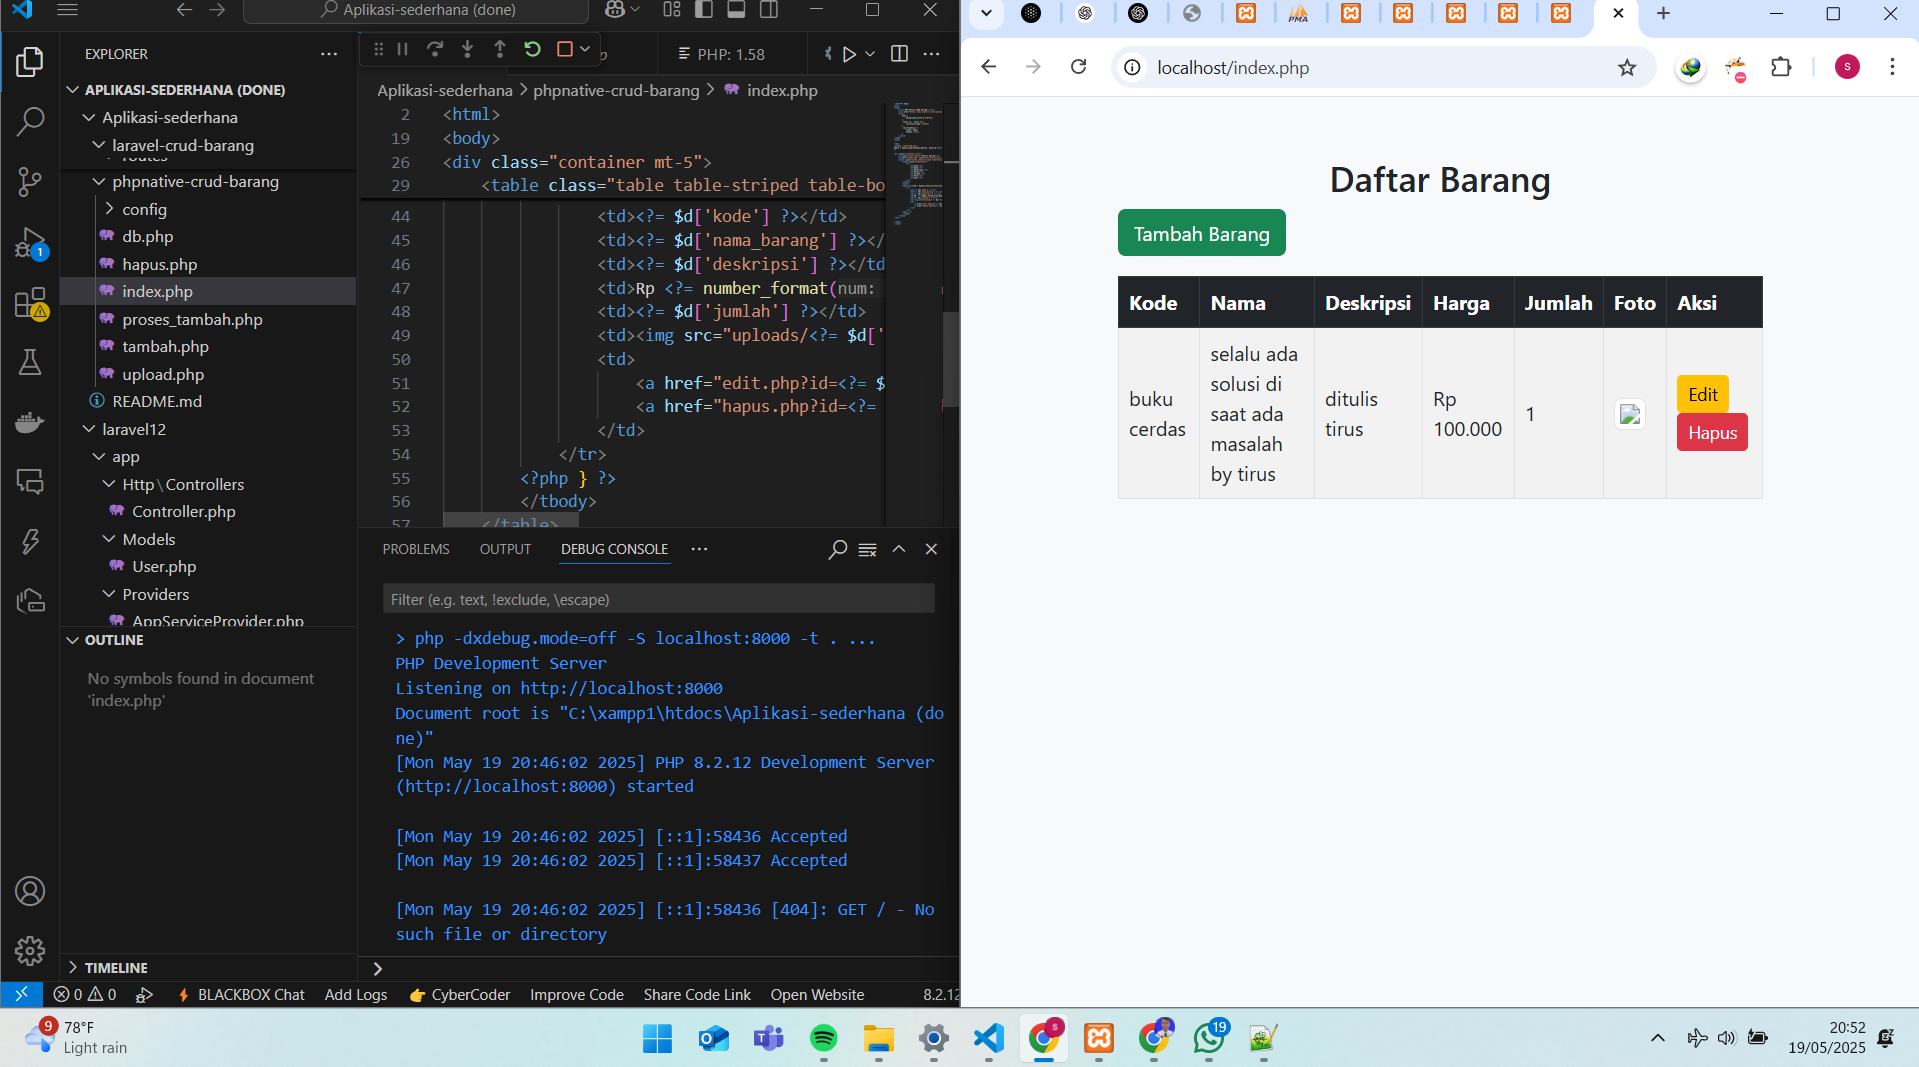 Aplikasi-sederhana (done)
EXPLORER
PHP: 1.58
APLIKASI-SEDERHANA (DONE)
Aplikasi-sederhana
laravel-crud-barang
routes
phpnative-crud-barang
config
db.php
hapus.php
index.php
proses_tambah.php
tambah.php
upload.php
README.md
laravel12
app
Http\Controllers
Controller.php
Models
User.php
Providers
AppServiceProvider.php
OUTLINE
No symbols found in document
'index.php'
TIMELINE
Aplikasi-sederhana > phpnative-crud-barang > index.php
2 <html>
19 <body>
26 <div class="container mt-5">
29 <table class="table table-striped table-bo
44 <td><?= $d['kode'] ?></td>
45 <td><?= $d['nama_barang'] ?></
46 <td><?= $d['deskripsi'] ?></td
47 <td>Rp <?= number_format(num:
48 <td><?= $d['jumlah'] ?></td>
49 <td><img src="uploads/<?= $d['
50 <td>
51 <a href="edit.php?id=<?= $
52 <a href="hapus.php?id=<?=
53 </td>
54 </tr>
55 <?php } ?>
56 </tbody>
57 </table>
PROBLEMS OUTPUT DEBUG CONSOLE
Filter (e.g. text, !exclude, \escape)
> php -dxdebug.mode=off -S localhost:8000 -t . ...
PHP Development Server
Listening on http://localhost:8000
Document root is "C:\xampp1\htdocs\Aplikasi-sederhana (do
ne)"
[Mon May 19 20:46:02 2025] PHP 8.2.12 Development Server
(http://localhost:8000) started
[Mon May 19 20:46:02 2025] [::1]:58436 Accepted
[Mon May 19 20:46:02 2025] [::1]:58437 Accepted
[Mon May 19 20:46:02 2025] [::1]:58436 [404]: GET / - No
such file or directory
0 0 BLACKBOX Chat Add Logs CyberCoder Improve Code Share Code Link Open Website 8.2.12
1
PMA
localhost/index.php
s
Daftar Barang
Tambah Barang
Kode Nama Deskripsi Harga Jumlah Foto Aksi
buku
cerdas
selalu ada
solusi di
saat ada
masalah
by tirus
ditulis
tirus
Rp
100.000
1
Edit
Hapus
9
78°F
Light rain
s
19
20:52
19/05/2025